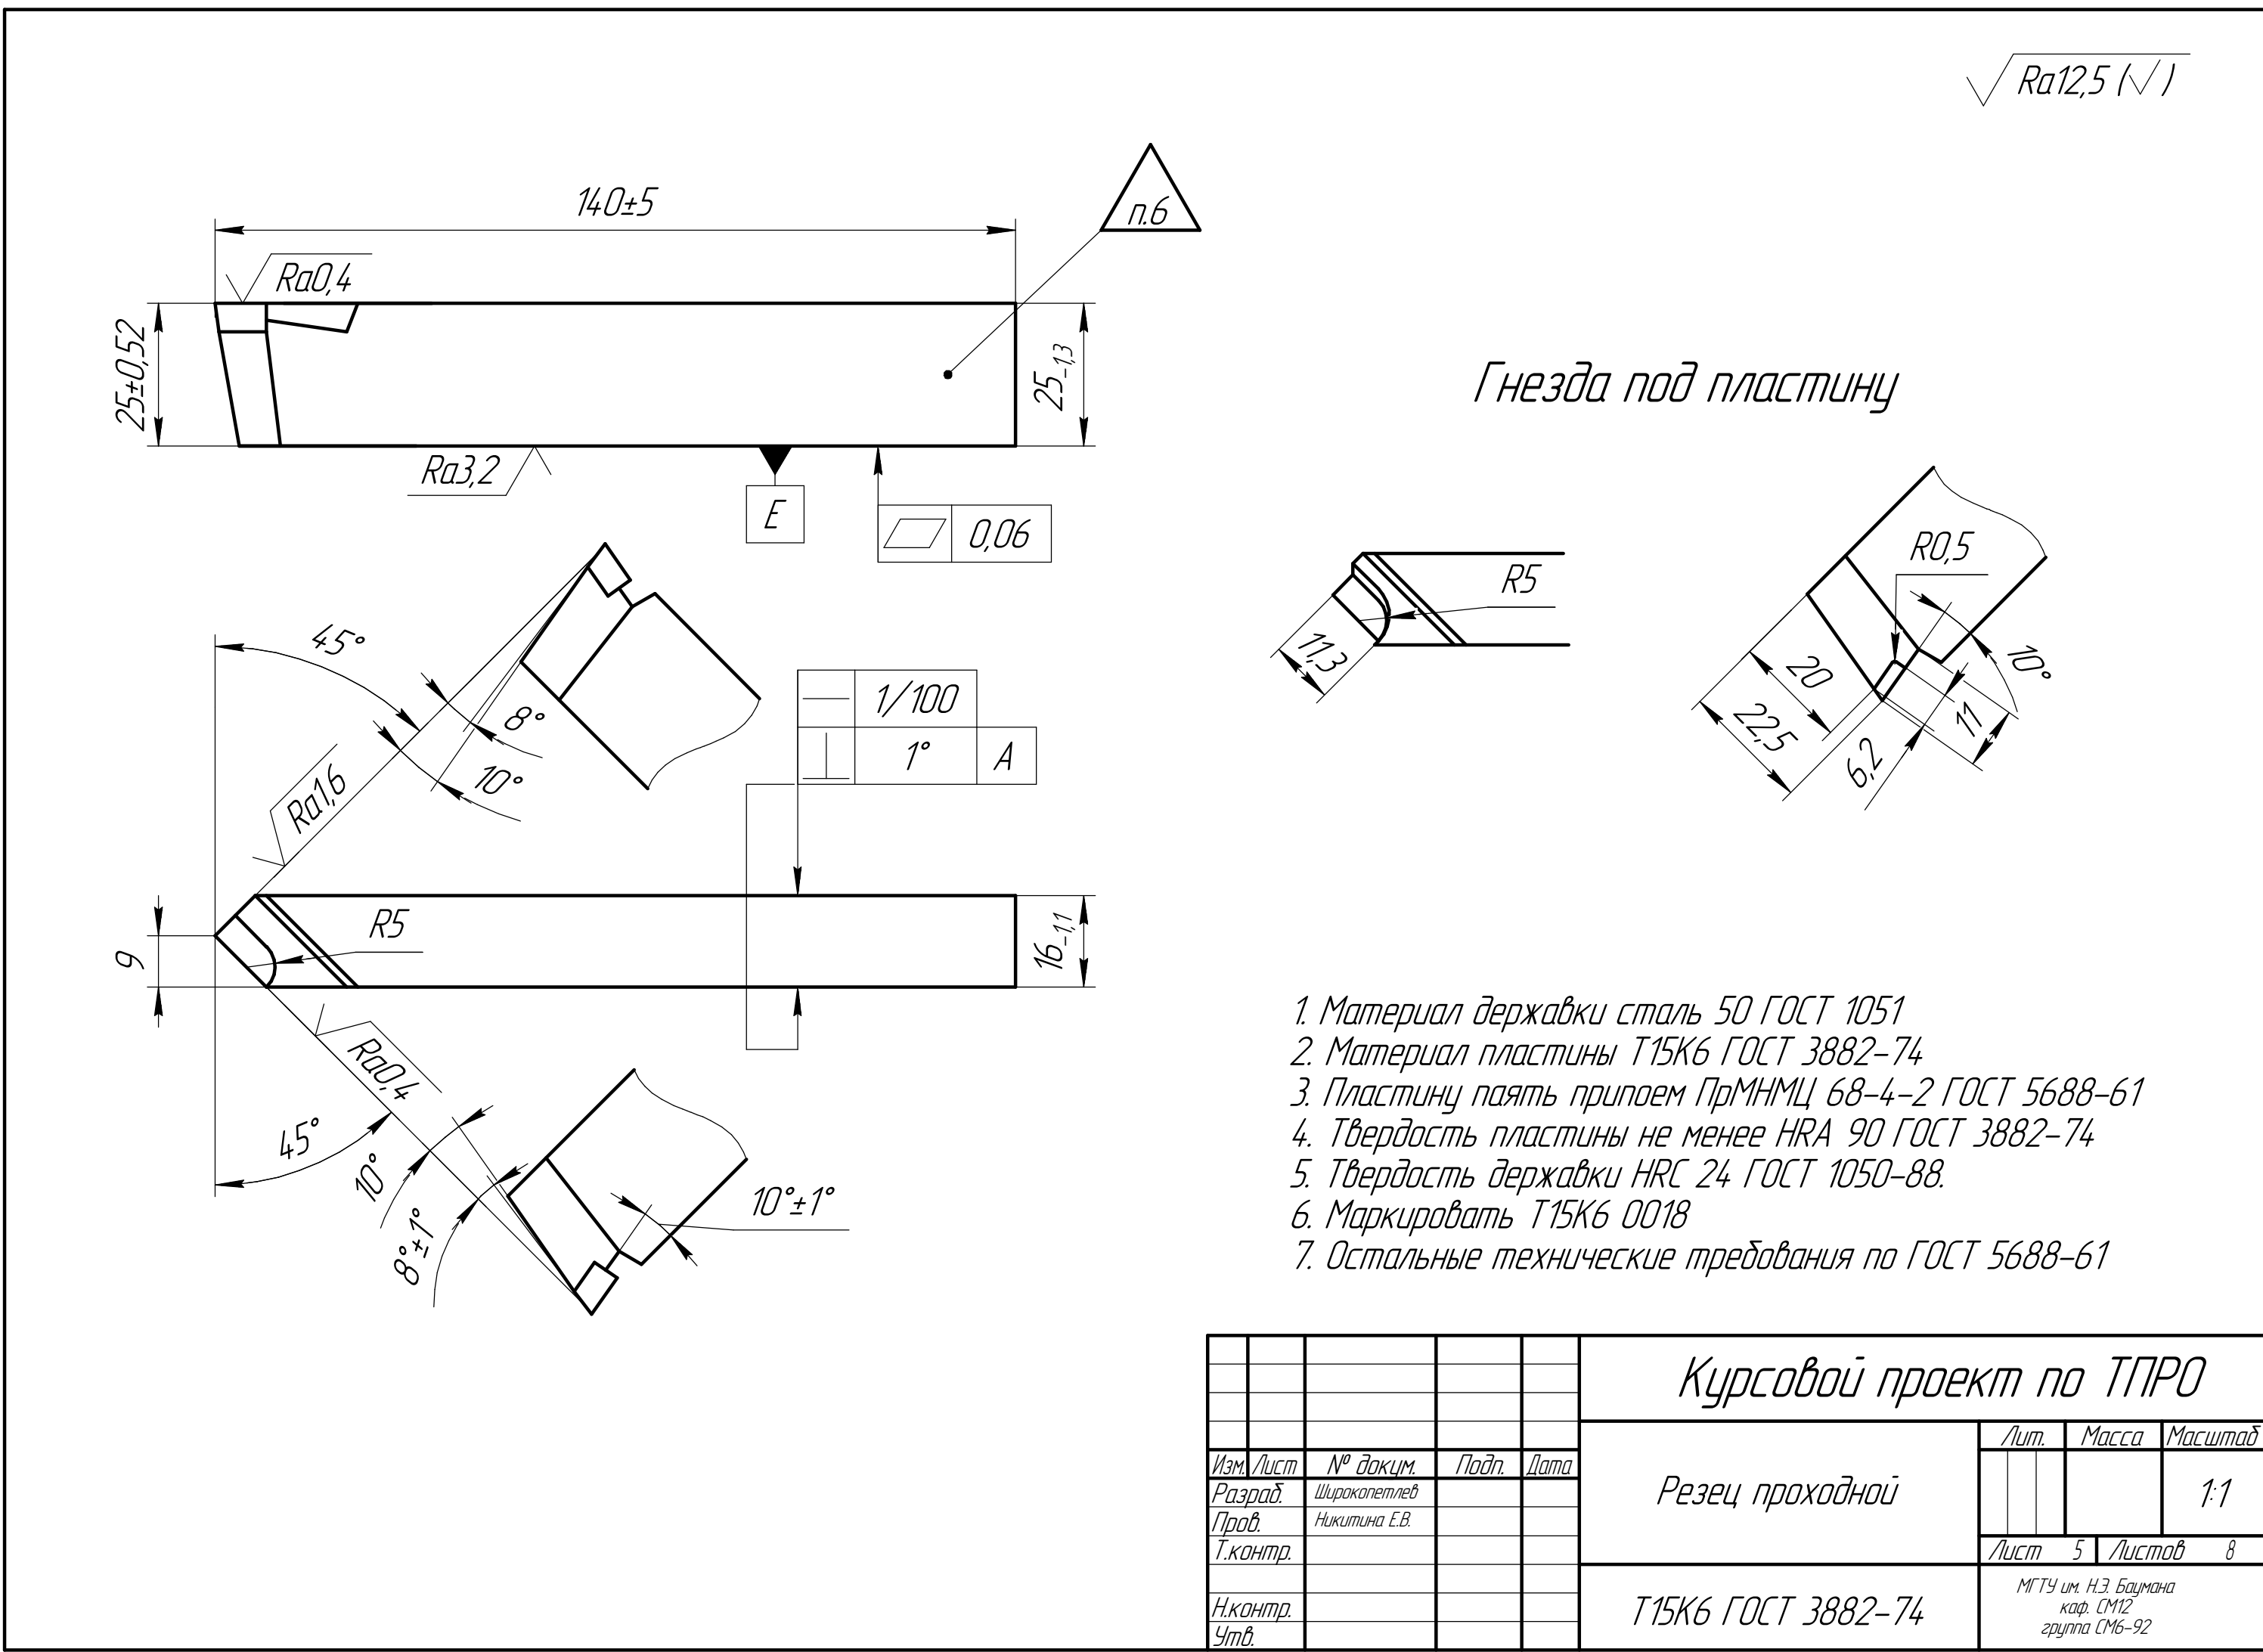 Ra12,5 (√)
140±5
п.6
Ra0,4
25±0,52
25-1,3
Ra3,2
E
0,06
Гнезда под пластину
R5
11,3
R0,5
10°
20
22,5
6,2
11
45°
8°
10°
1/100
1° A
Ra1,6
R5
9
16-1,1
Ra0,4
45°
10°
8°±1°
10°±1°
1. Материал державки сталь 50 ГОСТ 1051
2. Материал пластины Т15К6 ГОСТ 3882-74
3. Пластину паять припоем ПрМНМЦ 68-4-2 ГОСТ 5688-61
4. Твердость пластины не менее HRA 90 ГОСТ 3882-74
5. Твердость державки HRC 24 ГОСТ 1050-88.
6. Маркировать Т15К6 0018
7. Остальные технические требования по ГОСТ 5688-61
Курсовой проект по ТПРО
Лит. Масса Масштаб
Изм. Лист № докум. Подп. Дата
Разраб. Широкопетлев
Резец проходной
1:1
Пров. Никитина Е.В.
Т.контр.
Лист 5 Листов 8
Н.контр.
Утв.
Т15К6 ГОСТ 3882-74
МГТУ им. Н.Э. Баумана
каф. СМ12
группа СМ6-92